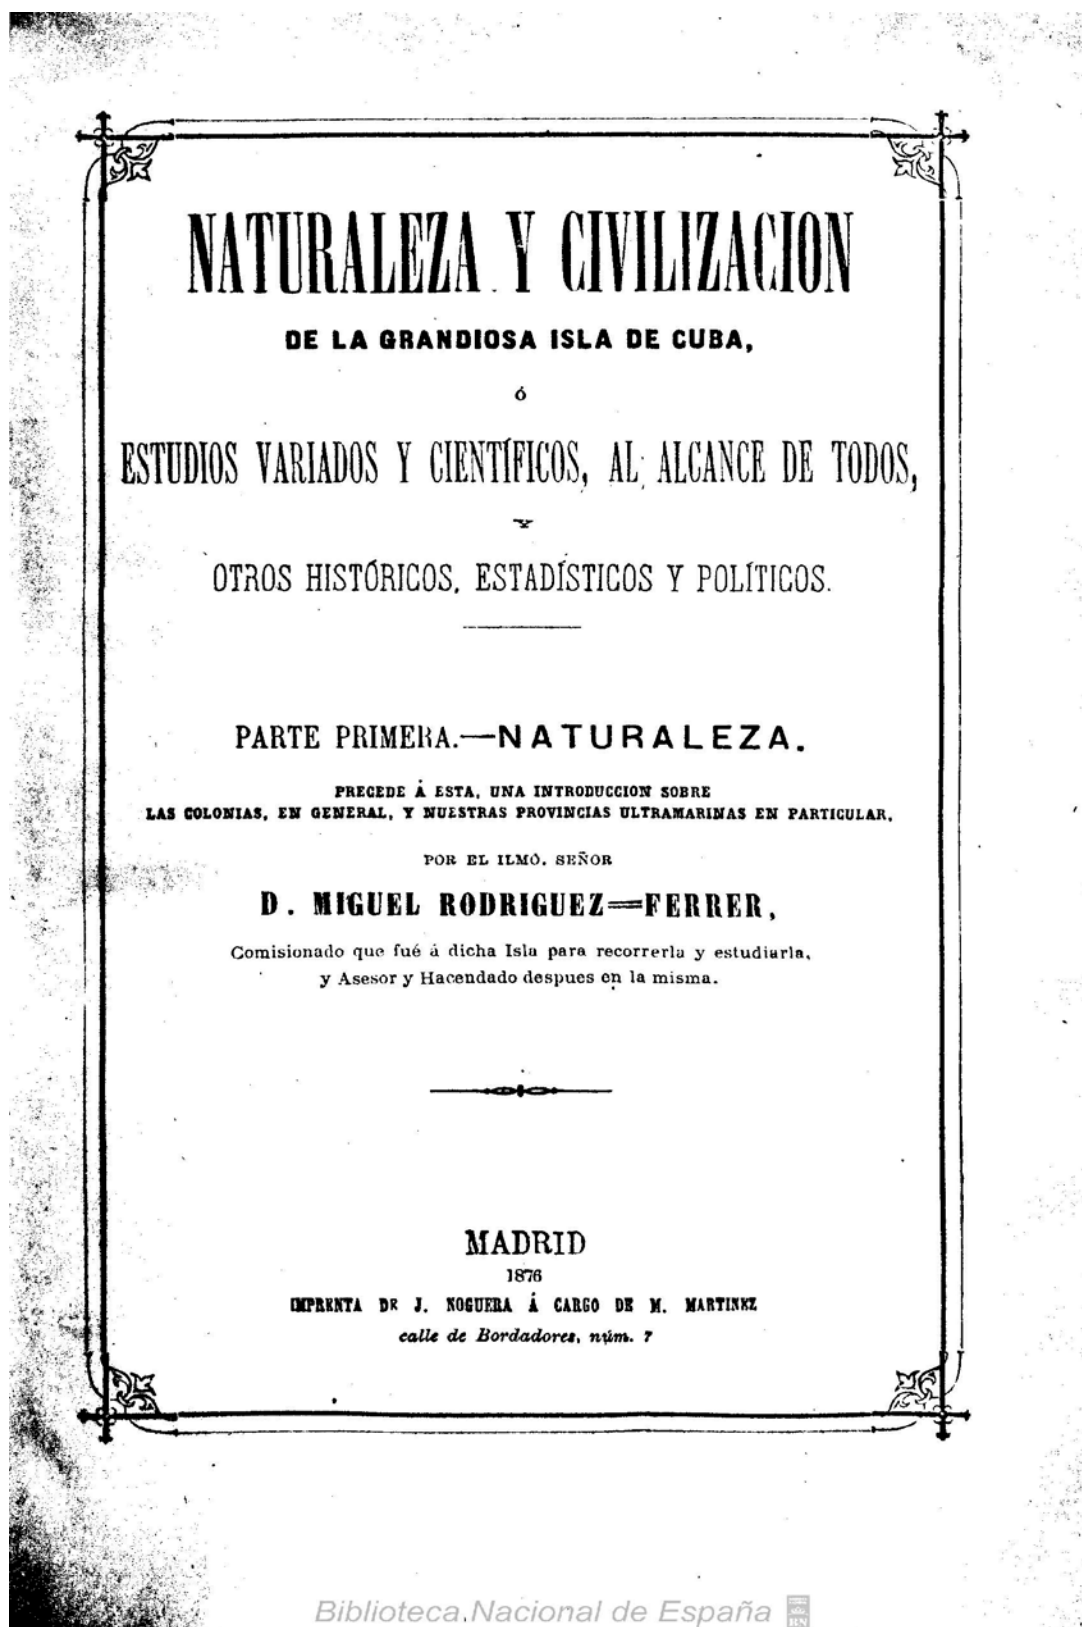 NATURALEZA Y CIVILIZACION
DE LA GRANDIOSA ISLA DE CUBA,
ó
ESTUDIOS VARIADOS Y CIENTÍFICOS, AL ALCANCE DE TODOS,
Y
OTROS HISTÓRICOS, ESTADÍSTICOS Y POLÍTICOS.
PARTE PRIMERA.—NATURALEZA.
PRECEDE Á ESTA, UNA INTRODUCCION SOBRE
LAS COLONIAS, EN GENERAL, Y NUESTRAS PROVINCIAS ULTRAMARINAS EN PARTICULAR,
POR EL ILMO. SEÑOR
D. MIGUEL RODRIGUEZ=FERRER,
Comisionado que fué á dicha Isla para recorrerla y estudiarla,
y Asesor y Hacendado despues en la misma.
MADRID
1876
IMPRENTA DE J. NOGUERA Á CARGO DE M. MARTINEZ
calle de Bordadores, núm. 7
Biblioteca Nacional de España
BN